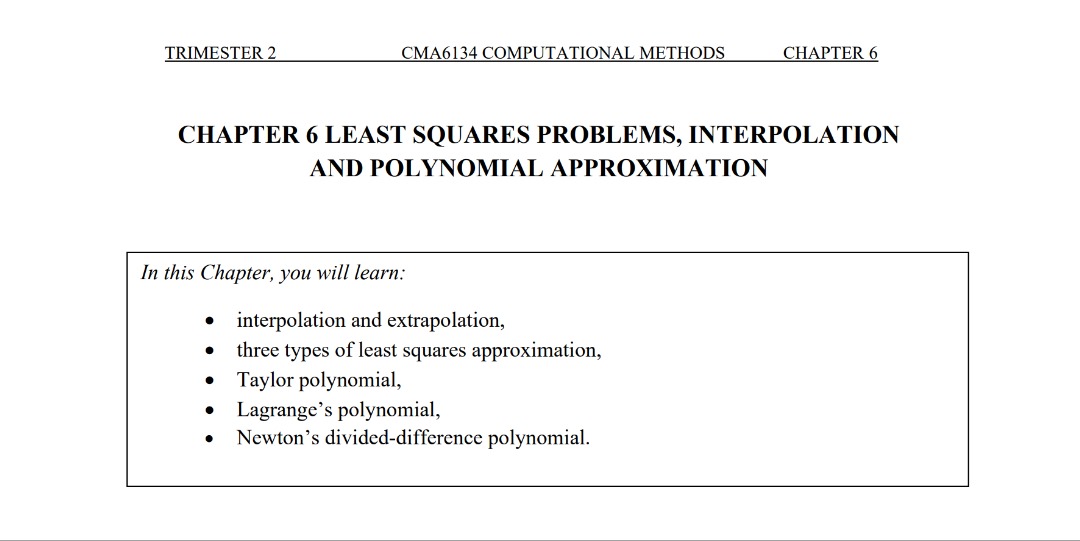 TRIMESTER 2 CMA6134 COMPUTATIONAL METHODS CHAPTER 6
CHAPTER 6 LEAST SQUARES PROBLEMS, INTERPOLATION
AND POLYNOMIAL APPROXIMATION
In this Chapter, you will learn:
• interpolation and extrapolation,
• three types of least squares approximation,
• Taylor polynomial,
• Lagrange’s polynomial,
• Newton’s divided-difference polynomial.